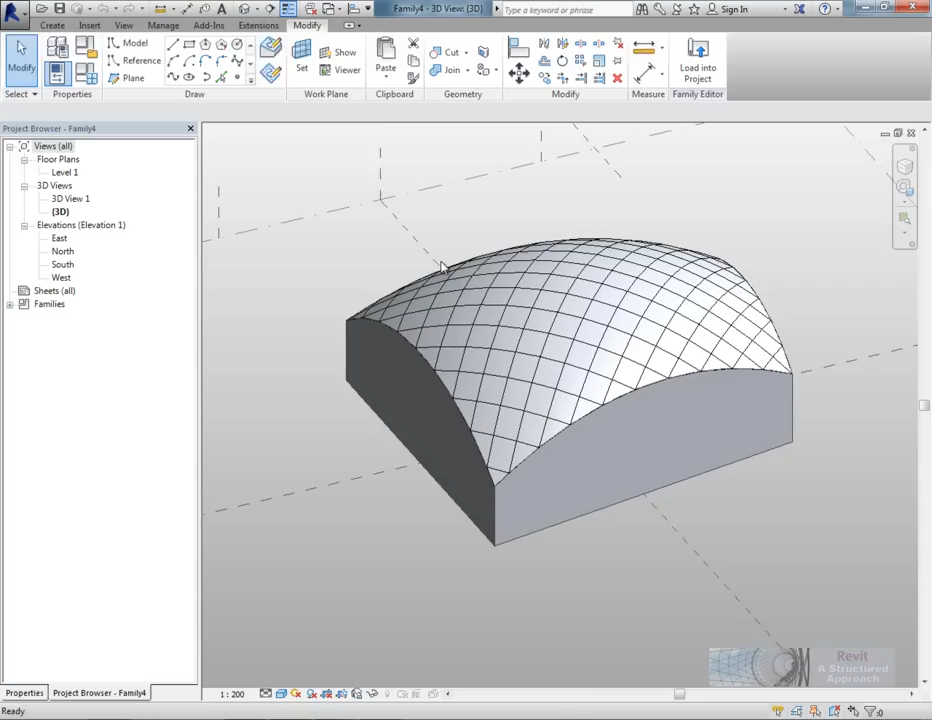 Family4 - 3D View: {3D}
Type a keyword or phrase
Sign In
Create Insert View Manage Add-Ins Extensions Modify
Modify
Model
Reference
Plane
Set
Show
Viewer
Paste
Cut
Join
Load into
Project
Select Properties Draw Work Plane Clipboard Geometry Modify Measure Family Editor
Project Browser - Family4
Views (all)
Floor Plans
Level 1
3D Views
3D View 1
{3D}
Elevations (Elevation 1)
East
North
South
West
Sheets (all)
Families
Revit
A Structured
Approach
Properties Project Browser - Family4
1 : 200
Ready
:0